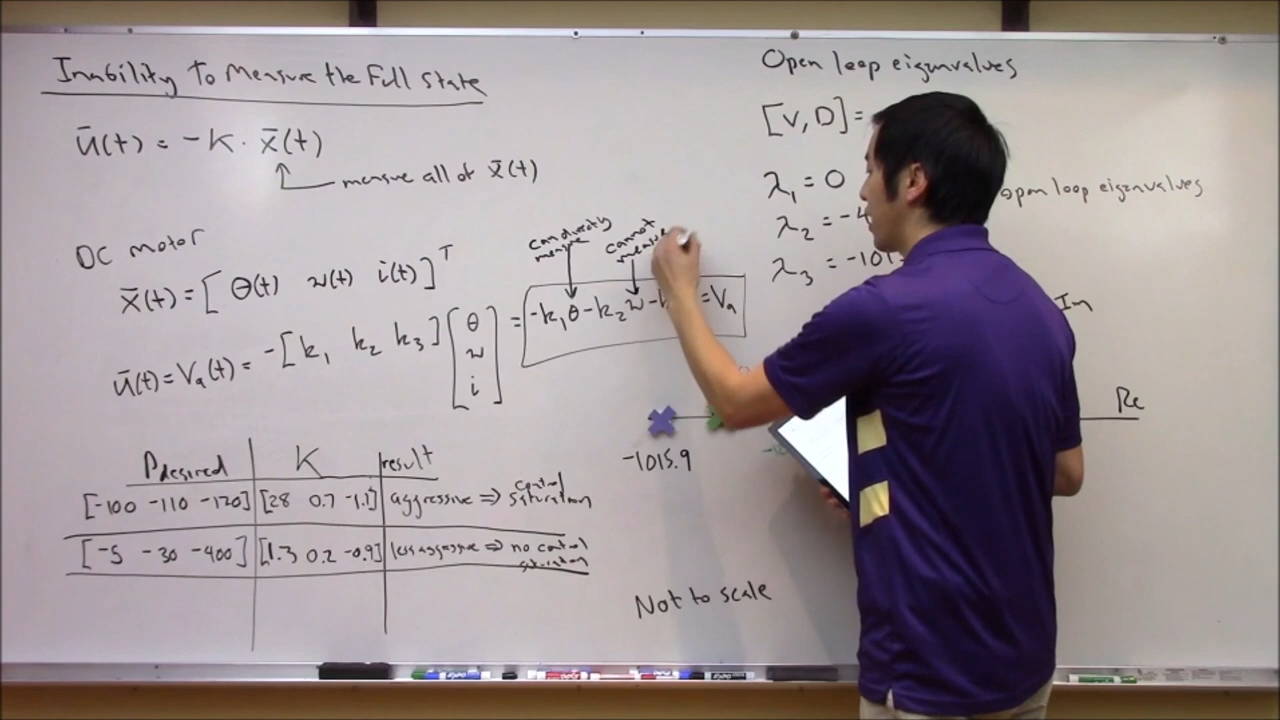 Inability to Measure the Full State
ū(t) = -K · x̄(t)
measure all of x̄(t)
DC motor
x̄(t) = [ θ(t) ω(t) i(t) ]ᵀ
ū(t) = Vₐ(t) = -[k₁ k₂ k₃] [θ ω i] = -k₁θ - k₂ω - = Vₐ
can directly
measure
cannot
measure
Pdesired K result
[-100 -110 -120] [28 0.7 -1.1] aggressive ⇒ control saturation
[-5 -30 -400] [1.3 0.2 -0.9] less aggressive ⇒ no control saturation
Open loop eigenvalues
[V,D] =
λ₁ = 0
λ₂ = -4
λ₃ = -101
open loop eigenvalues
Im
Re
-1015.9
Not to scale